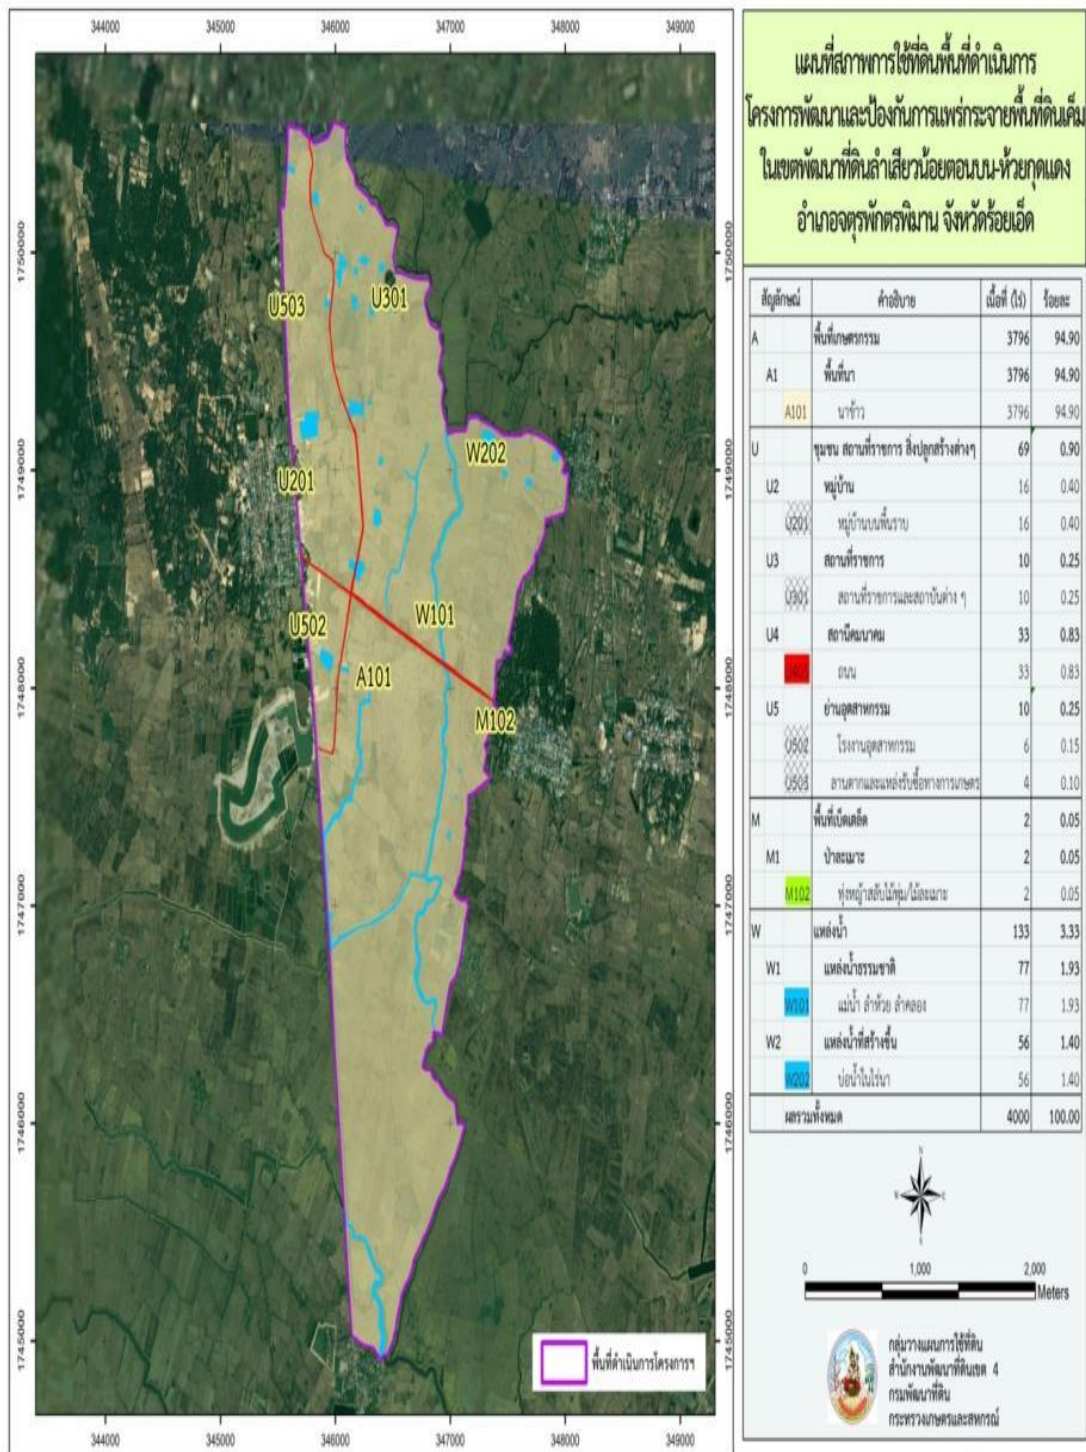 344000 345000 346000 347000 348000 349000
1750000 1750000
1749000 1749000
1748000 1748000
1747000 1747000
1746000 1746000
1745000 1745000
U503
U301
W202
U201
W101
U502
A101
M102
พื้นที่ดำเนินการโครงการฯ
344000 345000 346000 347000 348000 349000
แผนที่สภาพการใช้ที่ดินพื้นที่ดำเนินการ
โครงการพัฒนาและป้องกันการแพร่กระจายพื้นที่ดินเค็ม
ในเขตพัฒนาที่ดินลำเสียวน้อยตอนบน-ห้วยกุดแดง
อำเภอจตุรพักตรพิมาน จังหวัดร้อยเอ็ด
สัญลักษณ์ คำอธิบาย เนื้อที่ (ไร่) ร้อยละ
A พื้นที่เกษตรกรรม 3796 94.90
A1 พื้นที่นา 3796 94.90
A101 นาข้าว 3796 94.90
U ชุมชน สถานที่ราชการ สิ่งปลูกสร้างต่างๆ 69 0.90
U2 หมู่บ้าน 16 0.40
U201 หมู่บ้านบนพื้นราบ 16 0.40
U3 สถานที่ราชการ 10 0.25
U301 สถานที่ราชการและสถาบันต่าง ๆ 10 0.25
U4 สถานีคมนาคม 33 0.83
ถนน 33 0.83
U5 ย่านอุตสาหกรรม 10 0.25
U502 โรงงานอุตสาหกรรม 6 0.15
U503 ลานตากและแหล่งรับซื้อทางการเกษตร 4 0.10
M พื้นที่เบ็ดเตล็ด 2 0.05
M1 ป่าละเมาะ 2 0.05
M102 ทุ่งหญ้าสลับไม้พุ่ม/ไม้ละเมาะ 2 0.05
W แหล่งน้ำ 133 3.33
W1 แหล่งน้ำธรรมชาติ 77 1.93
W101 แม่น้ำ ลำห้วย ลำคลอง 77 1.93
W2 แหล่งน้ำที่สร้างขึ้น 56 1.40
W202 บ่อน้ำในไร่นา 56 1.40
ผลรวมทั้งหมด 4000 100.00
N
W E
S
0 1,000 2,000
Meters
กลุ่มวางแผนการใช้ที่ดิน
สำนักงานพัฒนาที่ดินเขต 4
กรมพัฒนาที่ดิน
กระทรวงเกษตรและสหกรณ์